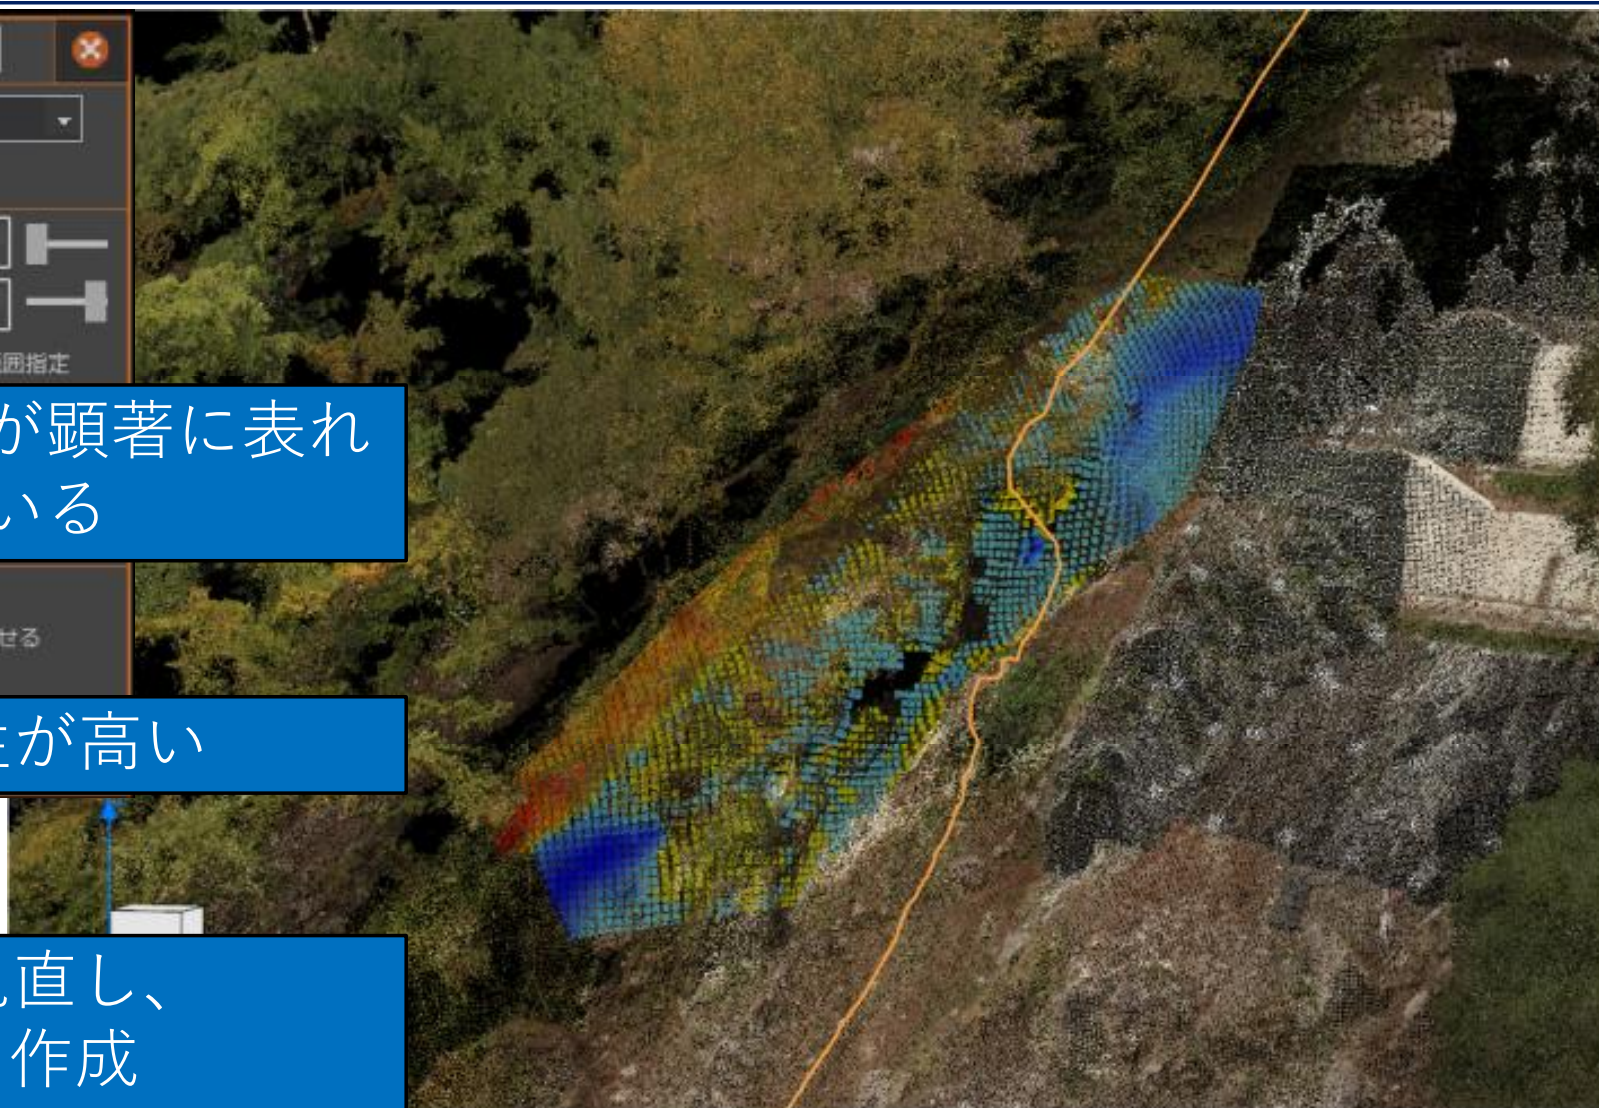 囲指定
が顕著に表れ
いる
せる
が高い
直し、
作成